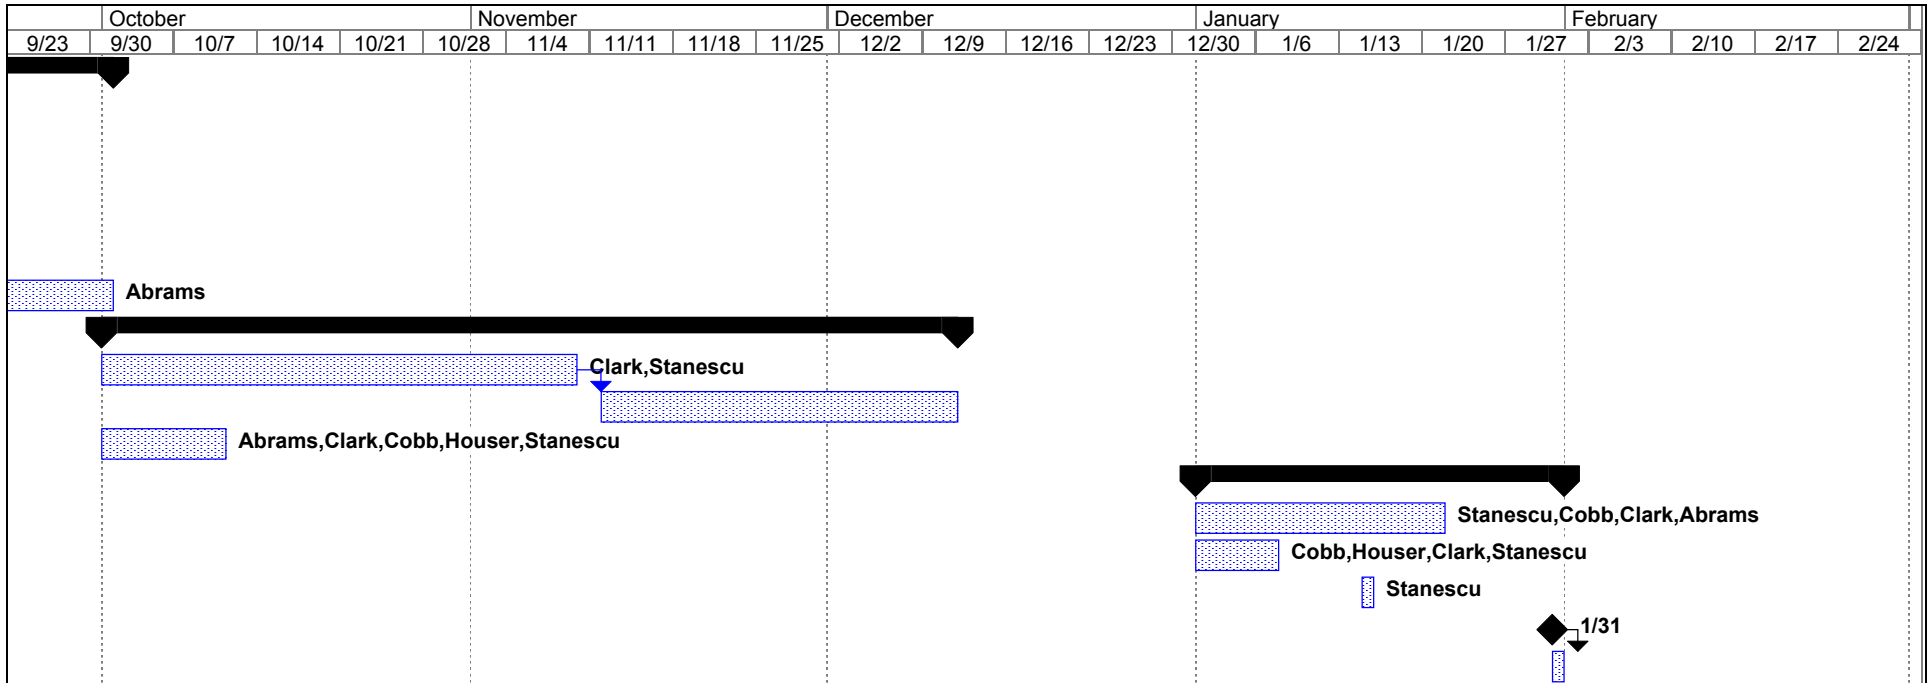 October November December January February
9/23 9/30 10/7 10/14 10/21 10/28 11/4 11/11 11/18 11/25 12/2 12/9 12/16 12/23 12/30 1/6 1/13 1/20 1/27 2/3 2/10 2/17 2/24
Abrams
Clark,Stanescu
Abrams,Clark,Cobb,Houser,Stanescu
Stanescu,Cobb,Clark,Abrams
Cobb,Houser,Clark,Stanescu
Stanescu
1/31